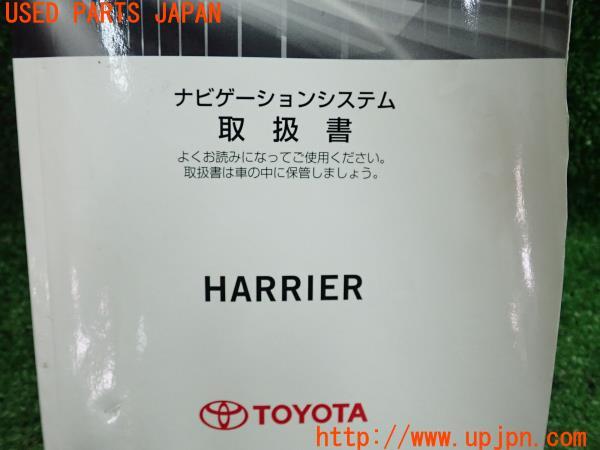 USED PARTS JAPAN
ナビゲーションシステム
取扱書
よくお読みになってご使用ください。
取扱書は車の中に保管しましょう。
HARRIER
TOYOTA
http://www.upjpn.com